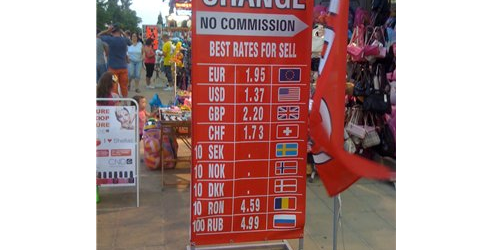 CHANGE
NO COMMISSION
BEST RATES FOR SELL
EUR 1.95
USD 1.37
GBP 2.20
CHF 1.73
10 SEK .
10 NOK .
10 DKK .
10 RON 4.59
100 RUB 4.99